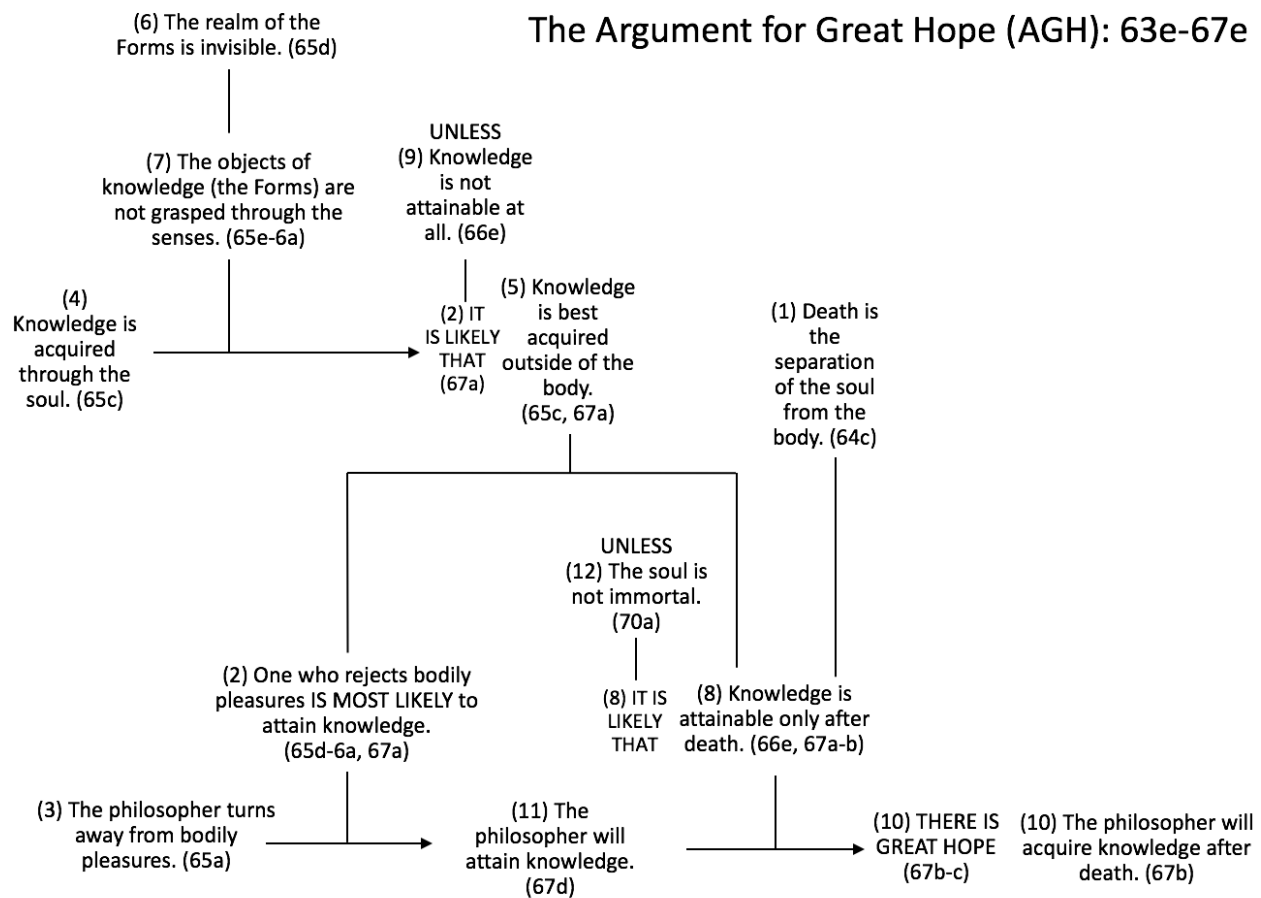 The Argument for Great Hope (AGH): 63e-67e
(6) The realm of the
Forms is invisible. (65d)
(7) The objects of
knowledge (the Forms) are
not grasped through the
senses. (65e-6a)
UNLESS
(9) Knowledge
is not
attainable at
all. (66e)
(4)
Knowledge is
acquired
through the
soul. (65c)
(2) IT
IS LIKELY
THAT
(67a)
(5) Knowledge
is best
acquired
outside of the
body.
(65c, 67a)
(1) Death is
the
separation
of the soul
from the
body. (64c)
UNLESS
(12) The soul is
not immortal.
(70a)
(2) One who rejects bodily
pleasures IS MOST LIKELY to
attain knowledge.
(65d-6a, 67a)
(8) IT IS
LIKELY
THAT
(8) Knowledge is
attainable only after
death. (66e, 67a-b)
(3) The philosopher turns
away from bodily
pleasures. (65a)
(11) The
philosopher will
attain knowledge.
(67d)
(10) THERE IS
GREAT HOPE
(67b-c)
(10) The philosopher will
acquire knowledge after
death. (67b)